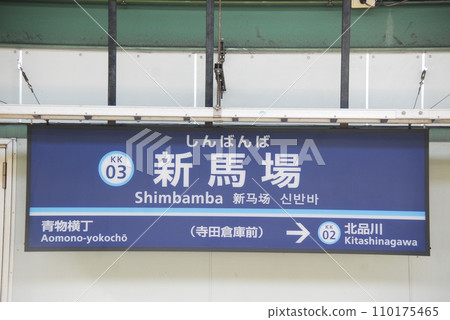 しんばんば
KK
03
新馬場
Shimbamba 新马场 신반바
青物横丁
Aomono-yokochō
(寺田倉庫前)
→
KK
02
北品川
Kitashinagawa
PIXTA
110175465